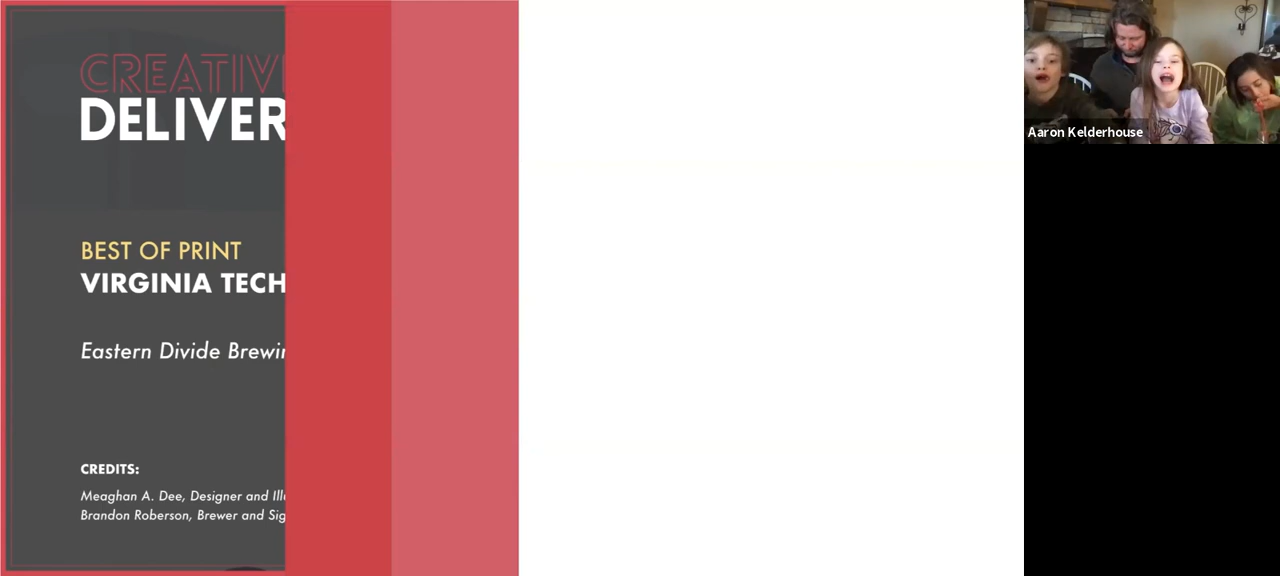 CREATIV
DELIVER
BEST OF PRINT
VIRGINIA TECH
Eastern Divide Brewin
CREDITS:
Meaghan A. Dee, Designer and Ill
Brandon Roberson, Brewer and Sig
Aaron Kelderhouse